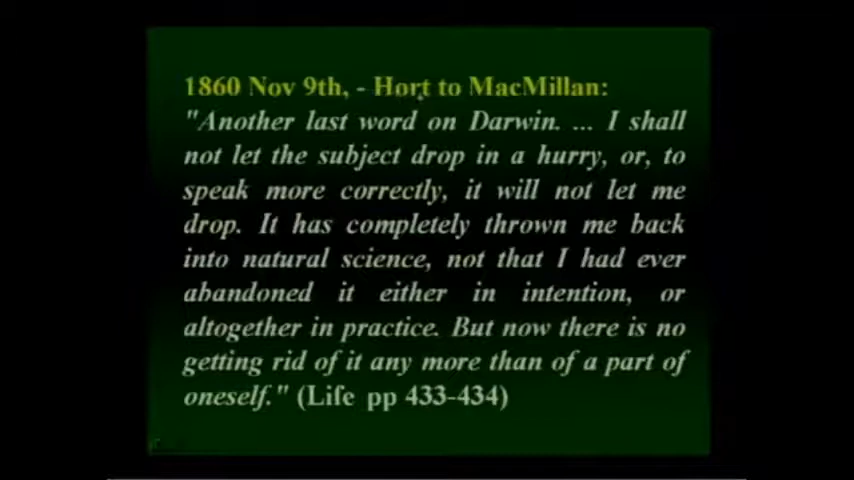 1860 Nov 9th, - Hort to MacMillan:
"Another last word on Darwin. ... I shall
not let the subject drop in a hurry, or, to
speak more correctly, it will not let me
drop. It has completely thrown me back
into natural science, not that I had ever
abandoned it either in intention, or
altogether in practice. But now there is no
getting rid of it any more than of a part of
oneself." (Life pp 433-434)